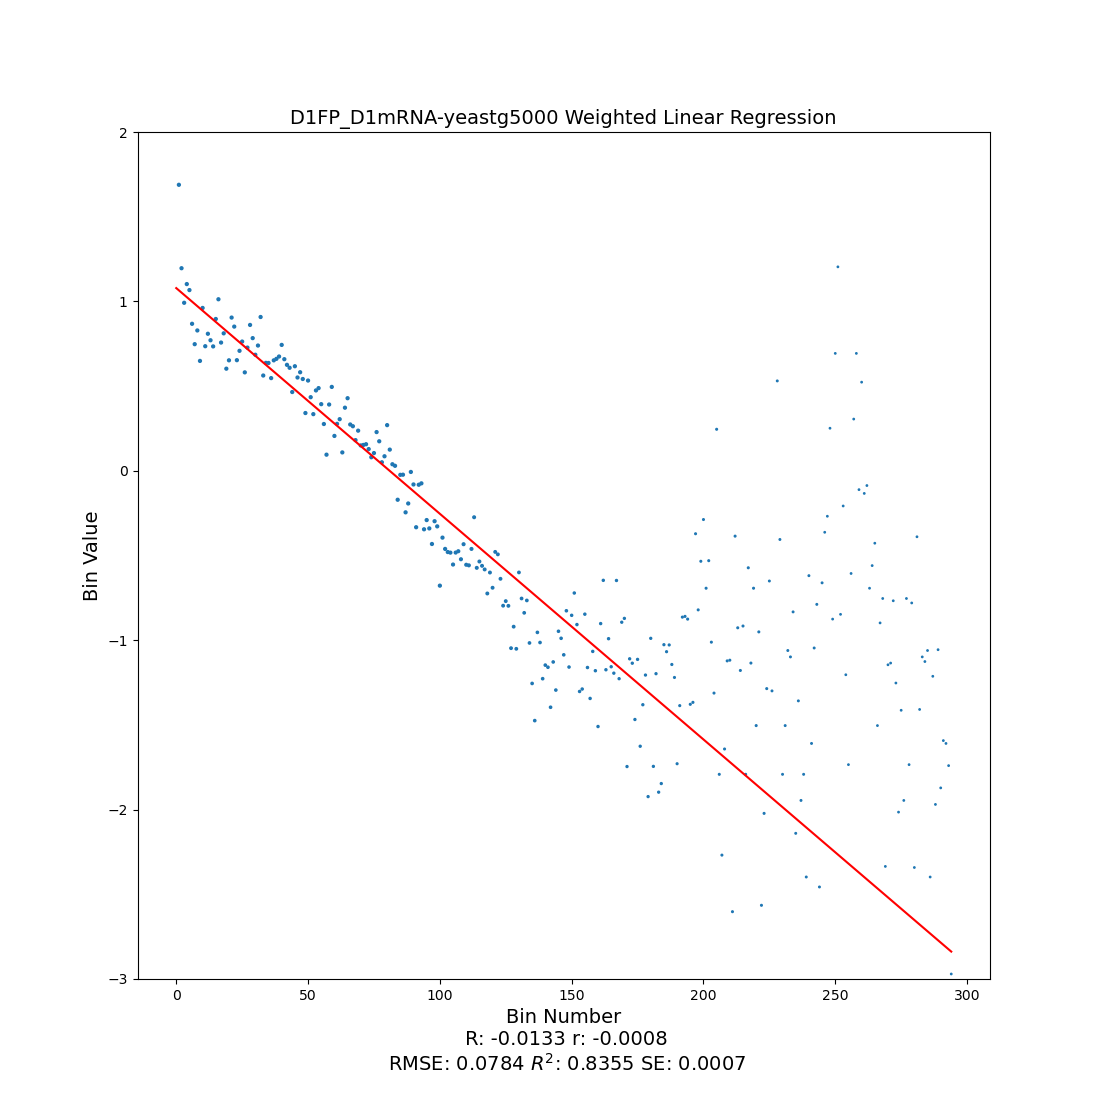 D1FP_D1mRNA-yeastg5000 Weighted Linear Regression
2
1
0
−1
−2
−3
Bin Value
0 50 100 150 200 250 300
Bin Number
R: -0.0133 r: -0.0008
RMSE: 0.0784 R²: 0.8355 SE: 0.0007